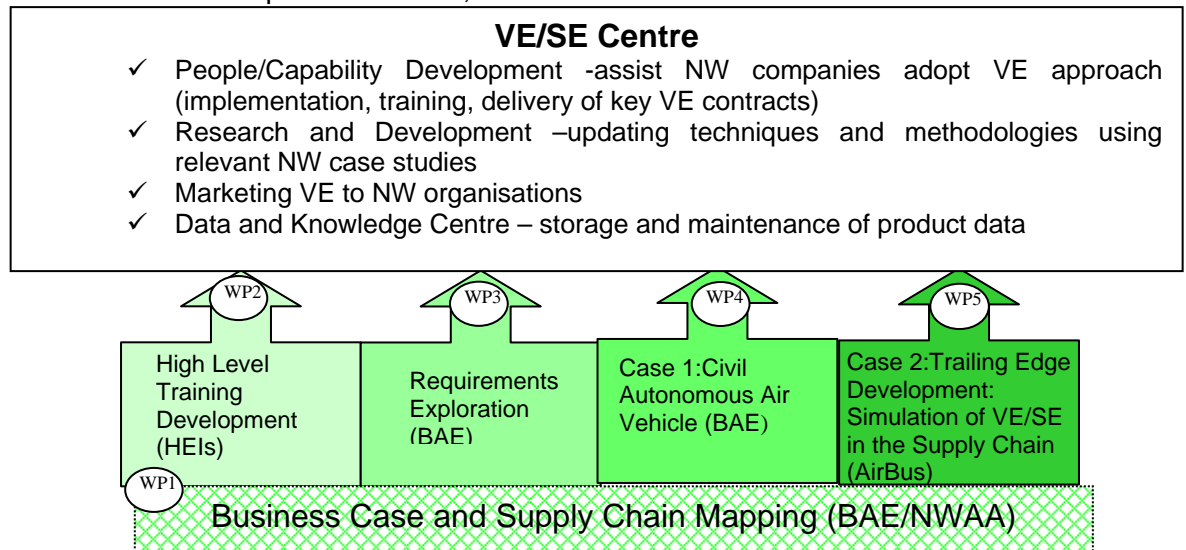 VE/SE Centre
✓ People/Capability Development -assist NW companies adopt VE approach
(implementation, training, delivery of key VE contracts)
✓ Research and Development –updating techniques and methodologies using
relevant NW case studies
✓ Marketing VE to NW organisations
✓ Data and Knowledge Centre – storage and maintenance of product data
WP2
WP3
WP4
WP5
High Level
Training
Development
(HEIs)
Requirements
Exploration
(BAE)
Case 1:Civil
Autonomous Air
Vehicle (BAE)
Case 2:Trailing Edge
Development:
Simulation of VE/SE
in the Supply Chain
(AirBus)
WP1
Business Case and Supply Chain Mapping (BAE/NWAA)